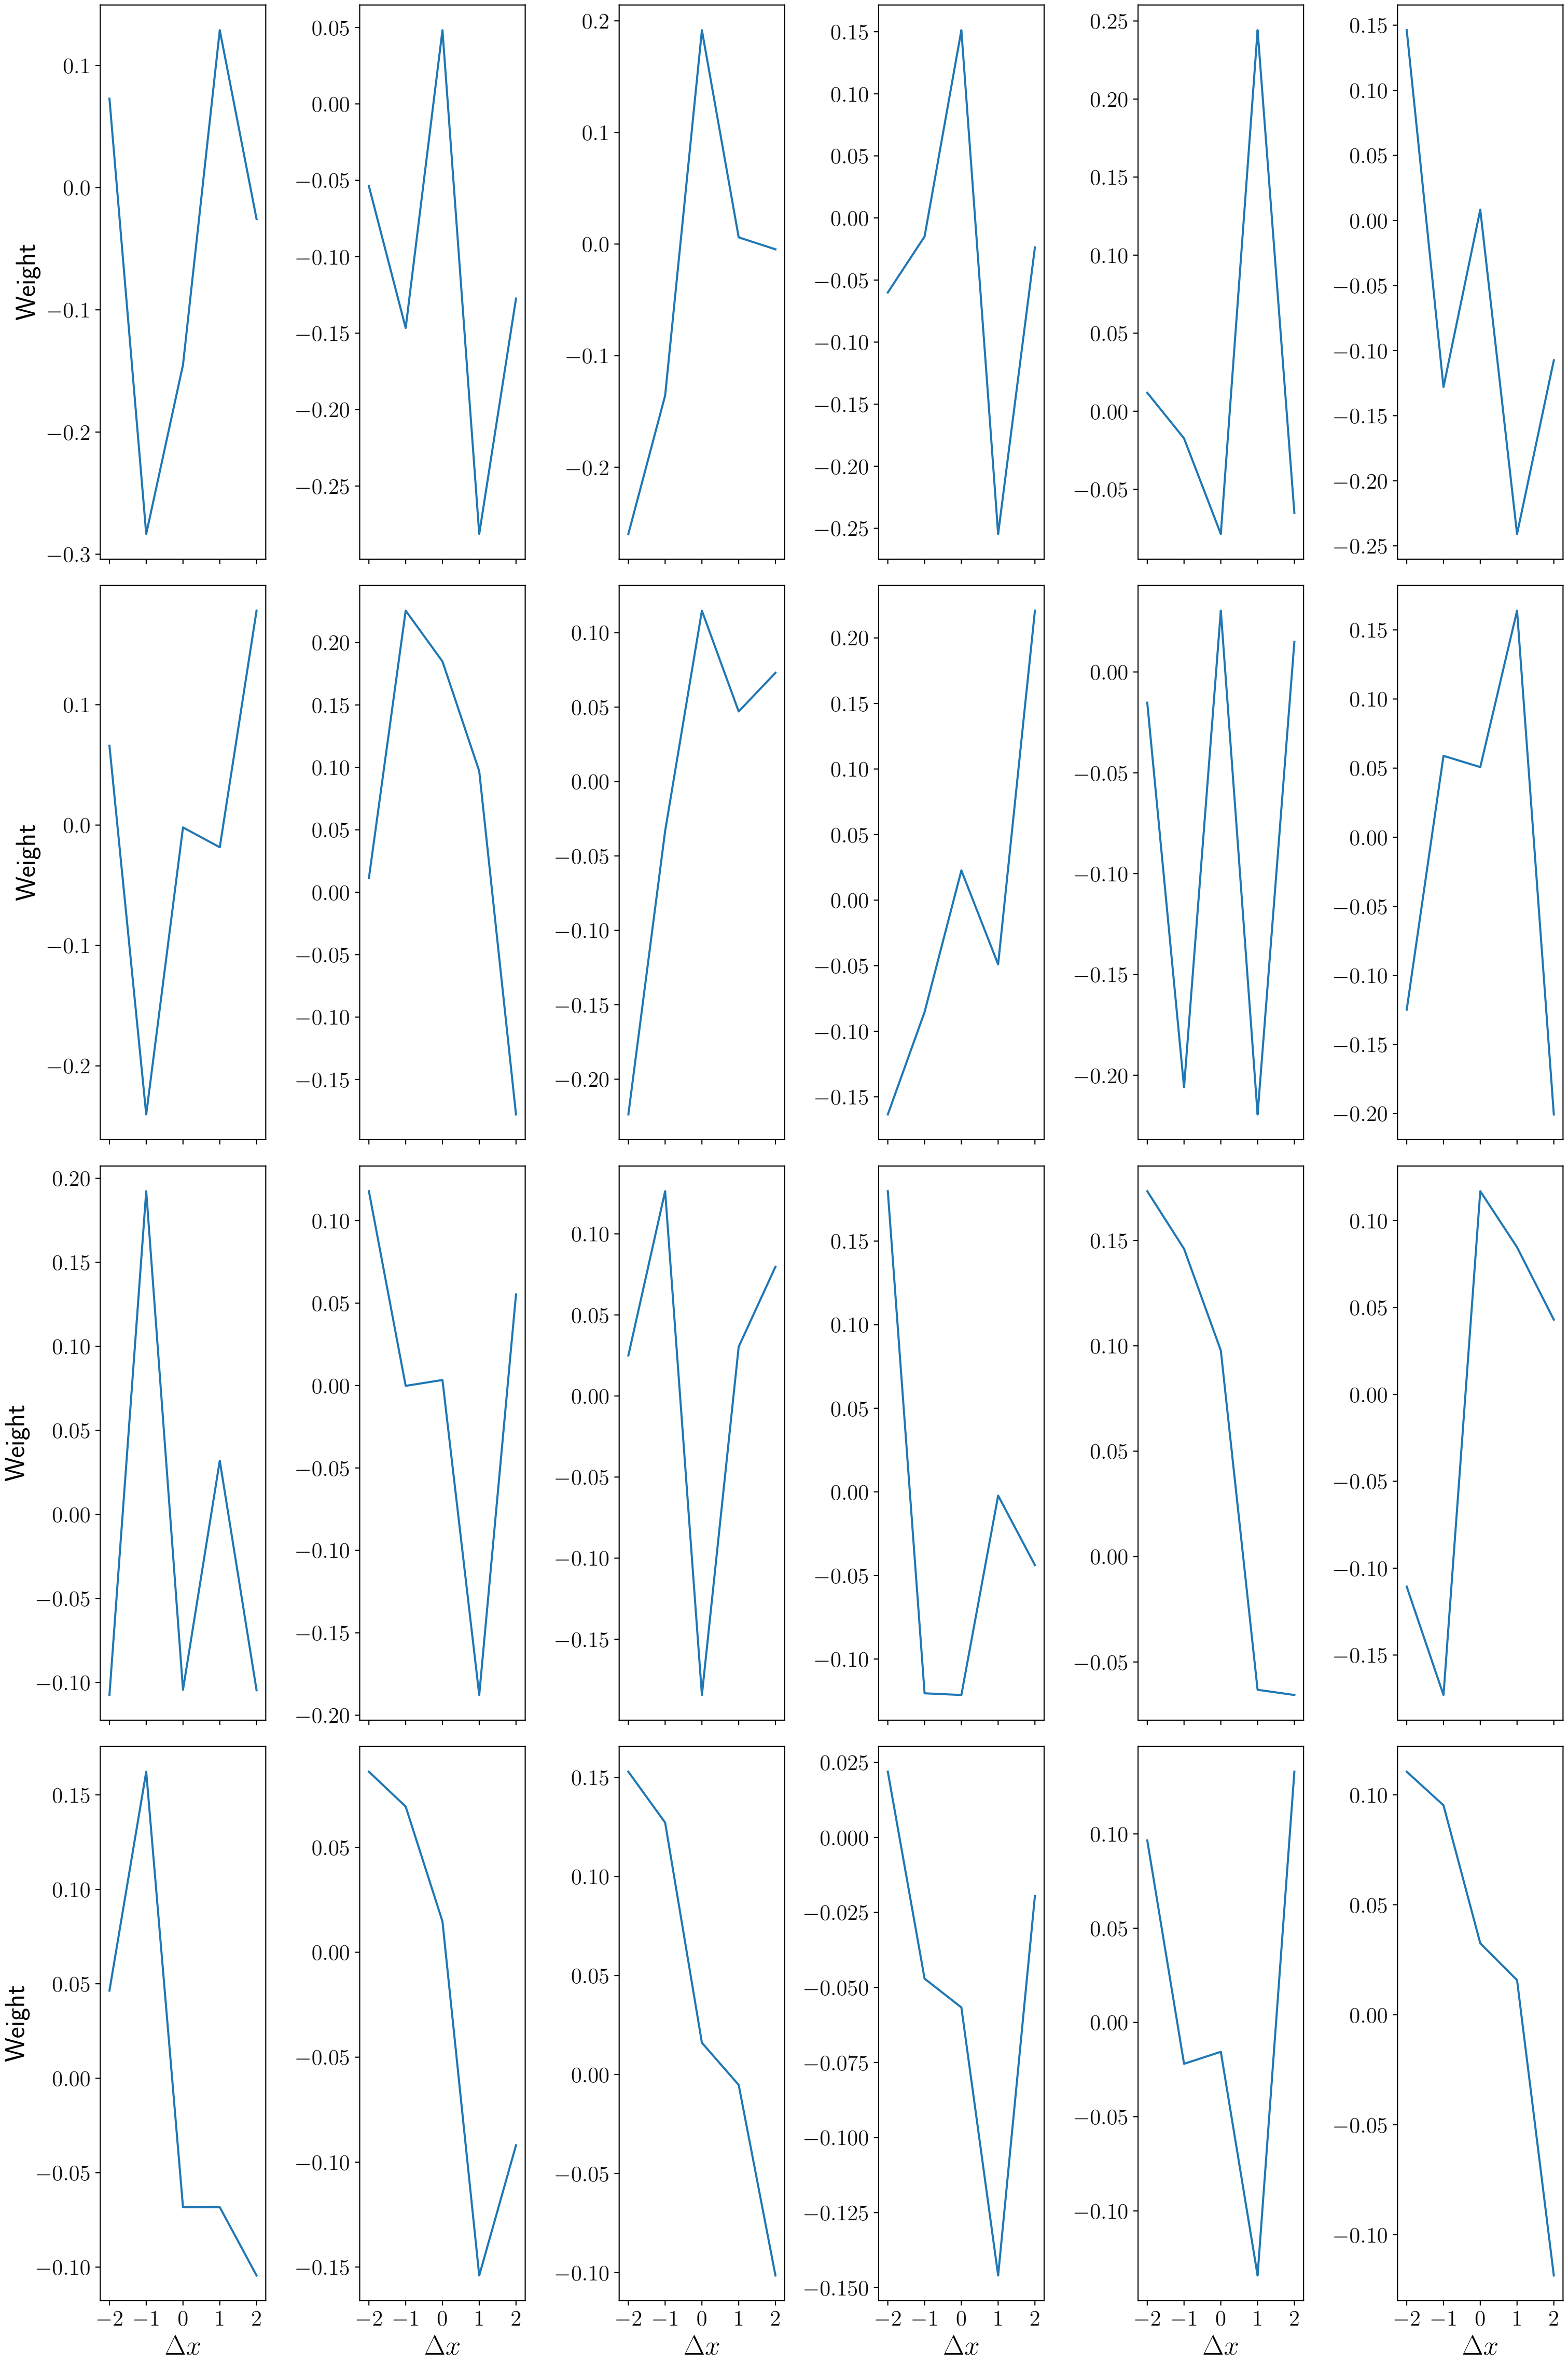 0.1 0.0 −0.1 −0.2 −0.3 Weight
0.05 0.00 −0.05 −0.10 −0.15 −0.20 −0.25
0.2 0.1 0.0 −0.1 −0.2
0.15 0.10 0.05 0.00 −0.05 −0.10 −0.15 −0.20 −0.25
0.25 0.20 0.15 0.10 0.05 0.00 −0.05
0.15 0.10 0.05 0.00 −0.05 −0.10 −0.15 −0.20 −0.25
0.1 0.0 −0.1 −0.2 Weight
0.20 0.15 0.10 0.05 0.00 −0.05 −0.10 −0.15
0.10 0.05 0.00 −0.05 −0.10 −0.15 −0.20
0.20 0.15 0.10 0.05 0.00 −0.05 −0.10 −0.15
0.00 −0.05 −0.10 −0.15 −0.20
0.15 0.10 0.05 0.00 −0.05 −0.10 −0.15 −0.20
0.20 0.15 0.10 0.05 0.00 −0.05 −0.10 Weight
0.10 0.05 0.00 −0.05 −0.10 −0.15 −0.20
0.10 0.05 0.00 −0.05 −0.10 −0.15
0.15 0.10 0.05 0.00 −0.05 −0.10
0.15 0.10 0.05 0.00 −0.05
0.10 0.05 0.00 −0.05 −0.10 −0.15
0.15 0.10 0.05 0.00 −0.05 −0.10 Weight
0.05 0.00 −0.05 −0.10 −0.15
0.15 0.10 0.05 0.00 −0.05 −0.10
0.025 0.000 −0.025 −0.050 −0.075 −0.100 −0.125 −0.150
0.10 0.05 0.00 −0.05 −0.10
0.10 0.05 0.00 −0.05 −0.10
−2 −1 0 1 2 −2 −1 0 1 2 −2 −1 0 1 2 −2 −1 0 1 2 −2 −1 0 1 2 −2 −1 0 1 2
Δx Δx Δx Δx Δx Δx